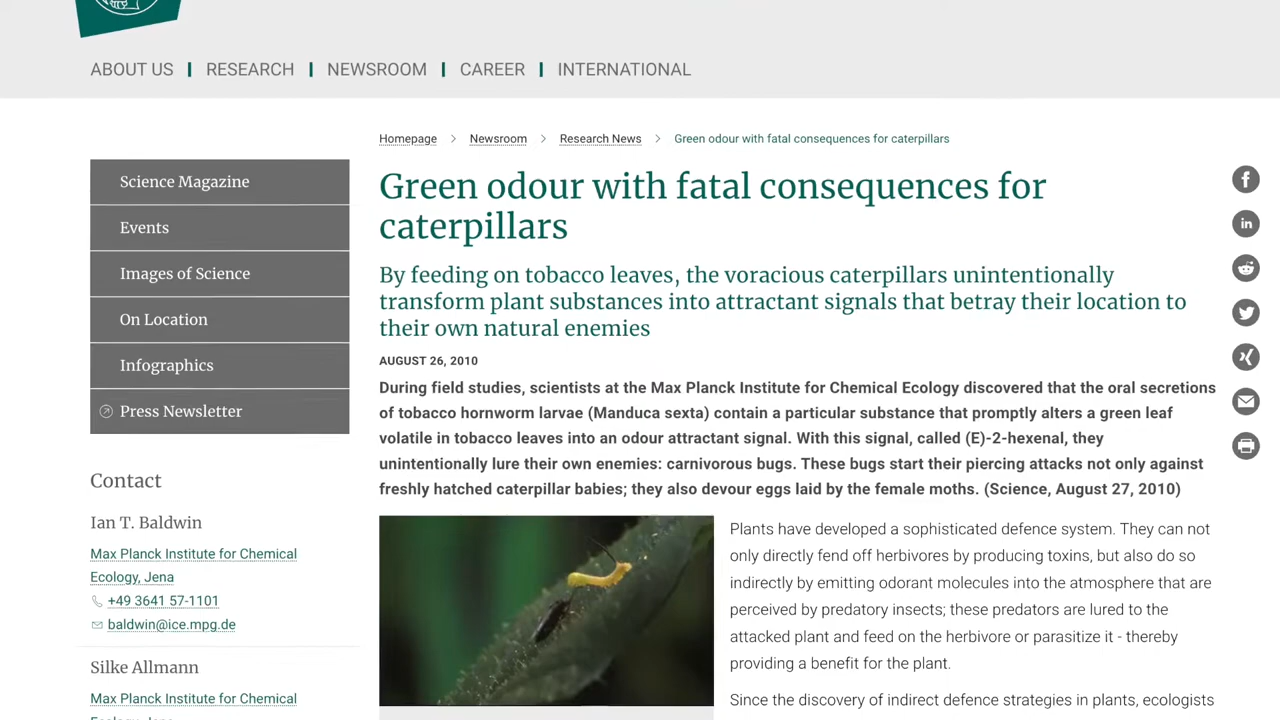 ABOUT US | RESEARCH | NEWSROOM | CAREER | INTERNATIONAL
Homepage > Newsroom > Research News > Green odour with fatal consequences for caterpillars
Science Magazine
Events
Images of Science
On Location
Infographics
Press Newsletter
Contact
Ian T. Baldwin
Max Planck Institute for Chemical
Ecology, Jena
+49 3641 57-1101
baldwin@ice.mpg.de
Silke Allmann
Max Planck Institute for Chemical
Ecology, Jena
Green odour with fatal consequences for
caterpillars
By feeding on tobacco leaves, the voracious caterpillars unintentionally
transform plant substances into attractant signals that betray their location to
their own natural enemies
AUGUST 26, 2010
During field studies, scientists at the Max Planck Institute for Chemical Ecology discovered that the oral secretions
of tobacco hornworm larvae (Manduca sexta) contain a particular substance that promptly alters a green leaf
volatile in tobacco leaves into an odour attractant signal. With this signal, called (E)-2-hexenal, they
unintentionally lure their own enemies: carnivorous bugs. These bugs start their piercing attacks not only against
freshly hatched caterpillar babies; they also devour eggs laid by the female moths. (Science, August 27, 2010)
Plants have developed a sophisticated defence system. They can not
only directly fend off herbivores by producing toxins, but also do so
indirectly by emitting odorant molecules into the atmosphere that are
perceived by predatory insects; these predators are lured to the
attacked plant and feed on the herbivore or parasitize it - thereby
providing a benefit for the plant.
Since the discovery of indirect defence strategies in plants, ecologists